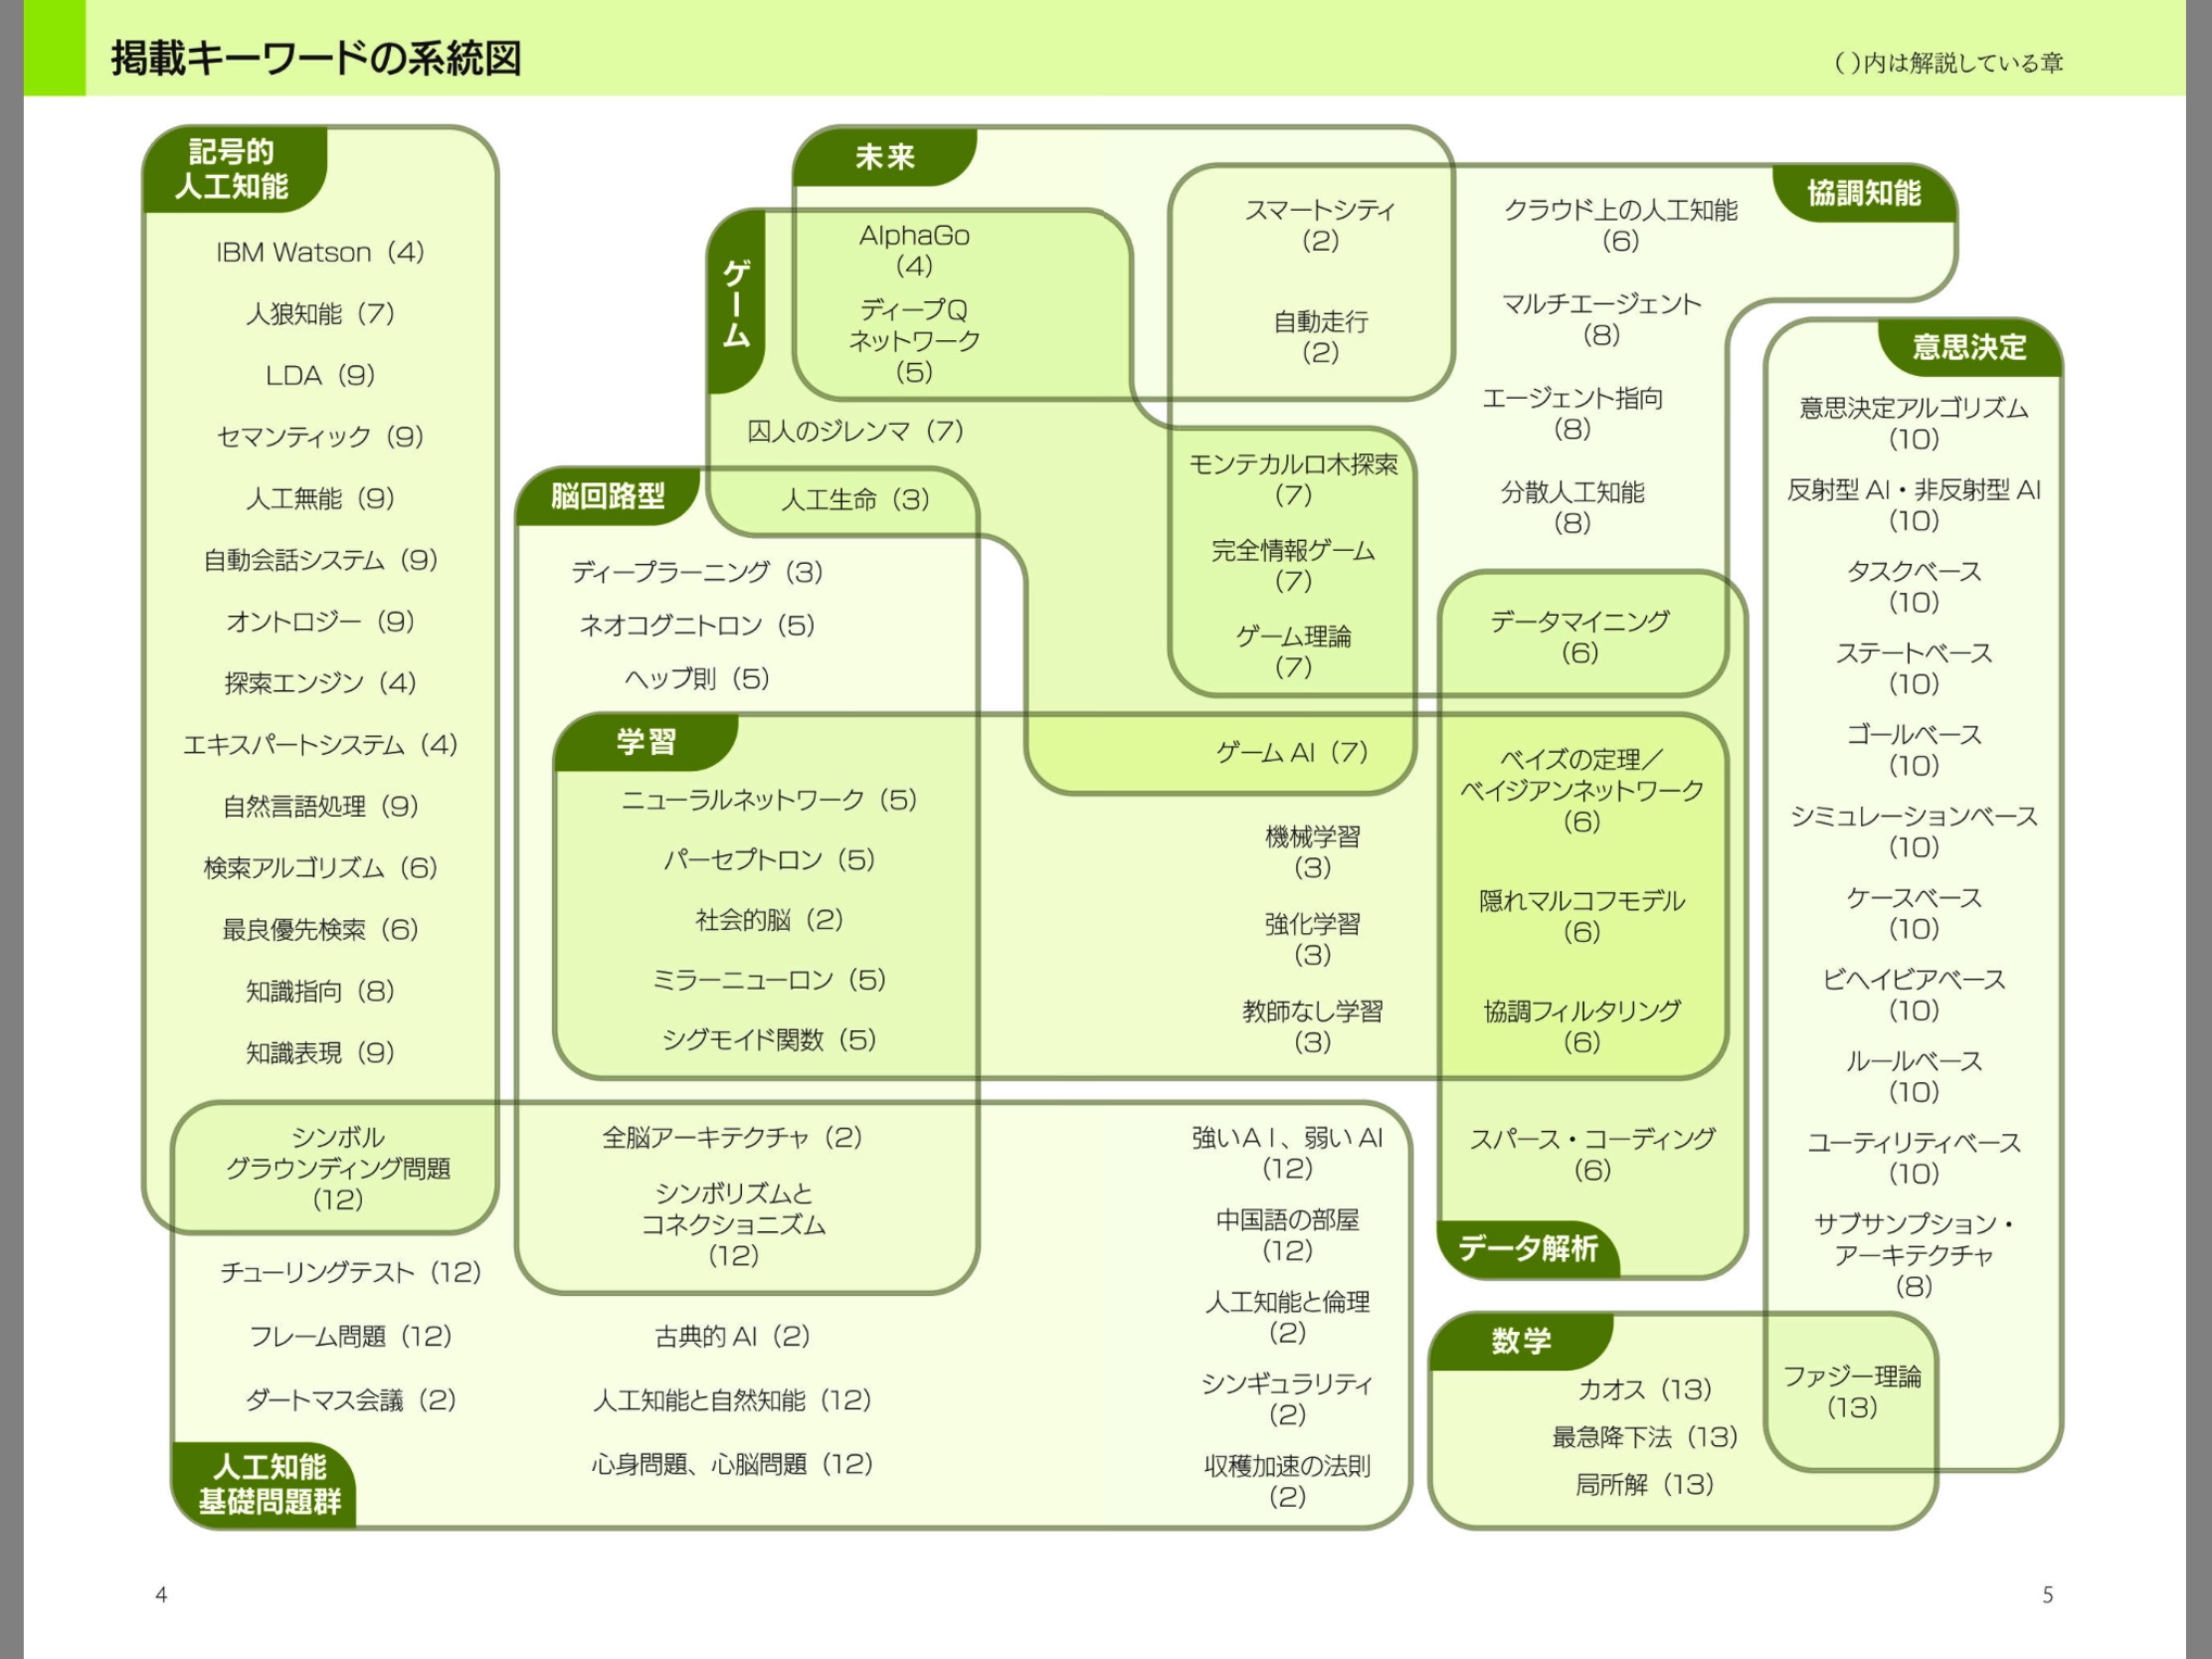 掲載キーワードの系統図
( )内は解説している章
記号的
人工知能
IBM Watson（4）
人狼知能（7）
LDA（9）
セマンティック（9）
人工無能（9）
自動会話システム（9）
オントロジー（9）
探索エンジン（4）
エキスパートシステム（4）
自然言語処理（9）
検索アルゴリズム（6）
最良優先検索（6）
知識指向（8）
知識表現（9）
シンボル
グラウンディング問題
（12）
チューリングテスト（12）
フレーム問題（12）
ダートマス会議（2）
人工知能
基礎問題群
未来
ゲーム
AlphaGo
（4）
ディープQ
ネットワーク
（5）
囚人のジレンマ（7）
脳回路型
人工生命（3）
ディープラーニング（3）
ネオコグニトロン（5）
ヘップ則（5）
学習
ニューラルネットワーク（5）
パーセプトロン（5）
社会的脳（2）
ミラーニューロン（5）
シグモイド関数（5）
全脳アーキテクチャ（2）
シンボリズムと
コネクショニズム
（12）
古典的 AI（2）
人工知能と自然知能（12）
心身問題、心脳問題（12）
スマートシティ
（2）
自動走行
（2）
モンテカルロ木探索
（7）
完全情報ゲーム
（7）
ゲーム理論
（7）
ゲーム AI（7）
機械学習
（3）
強化学習
（3）
教師なし学習
（3）
強いAI、弱い AI
（12）
中国語の部屋
（12）
人工知能と倫理
（2）
シンギュラリティ
（2）
収穫加速の法則
（2）
協調知能
クラウド上の人工知能
（6）
マルチエージェント
（8）
エージェント指向
（8）
分散人工知能
（8）
データマイニング
（6）
ベイズの定理／
ベイジアンネットワーク
（6）
隠れマルコフモデル
（6）
協調フィルタリング
（6）
スパース・コーディング
（6）
データ解析
数学
カオス（13）
最急降下法（13）
局所解（13）
ファジー理論
（13）
意思決定
意思決定アルゴリズム
（10）
反射型 AI・非反射型 AI
（10）
タスクベース
（10）
ステートベース
（10）
ゴールベース
（10）
シミュレーションベース
（10）
ケースベース
（10）
ビヘイビアベース
（10）
ルールベース
（10）
ユーティリティベース
（10）
サブサンプション・
アーキテクチャ
（8）
4
5